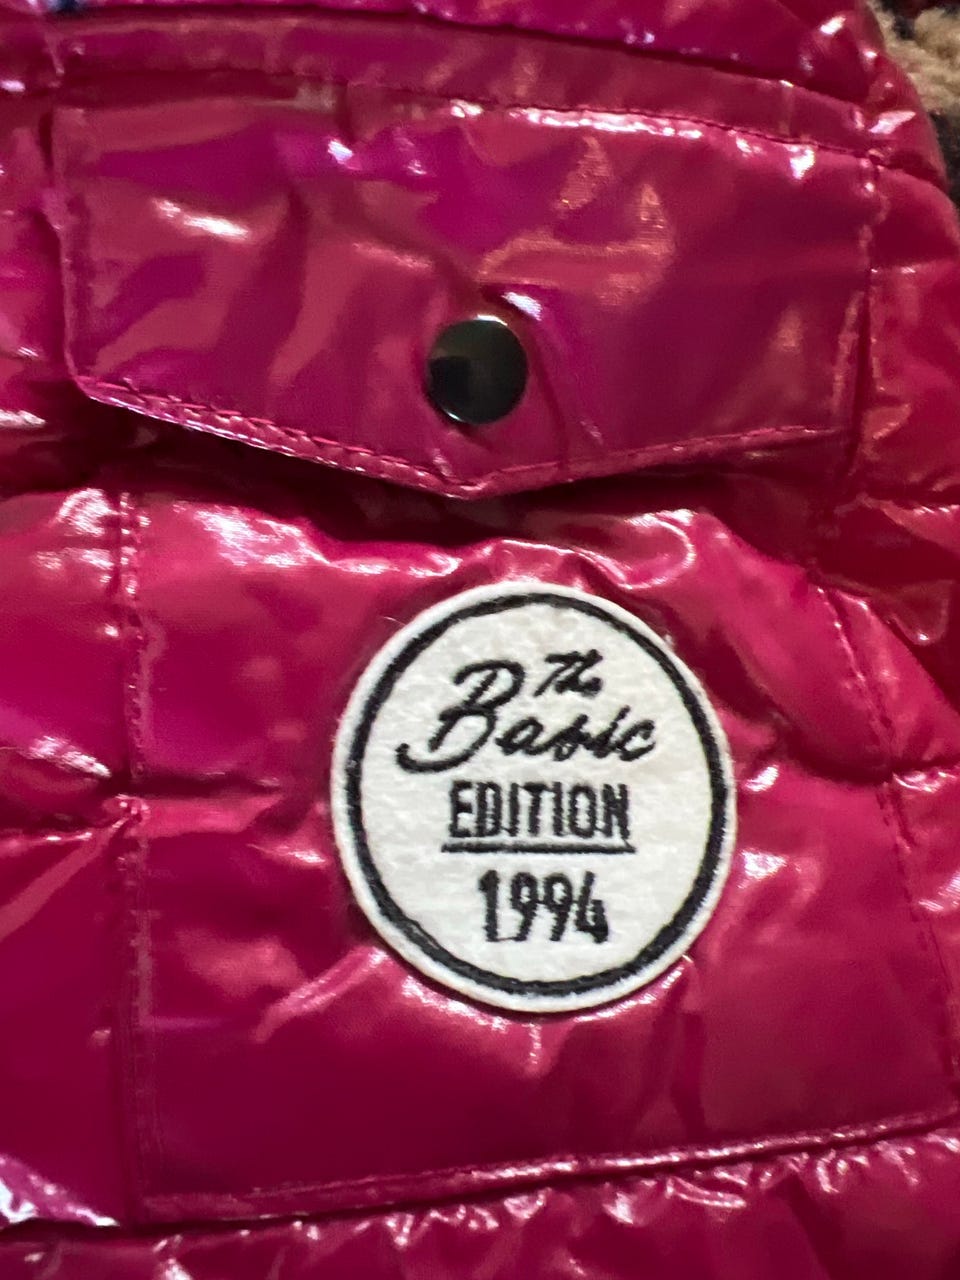 The
Basic
EDITION
1994